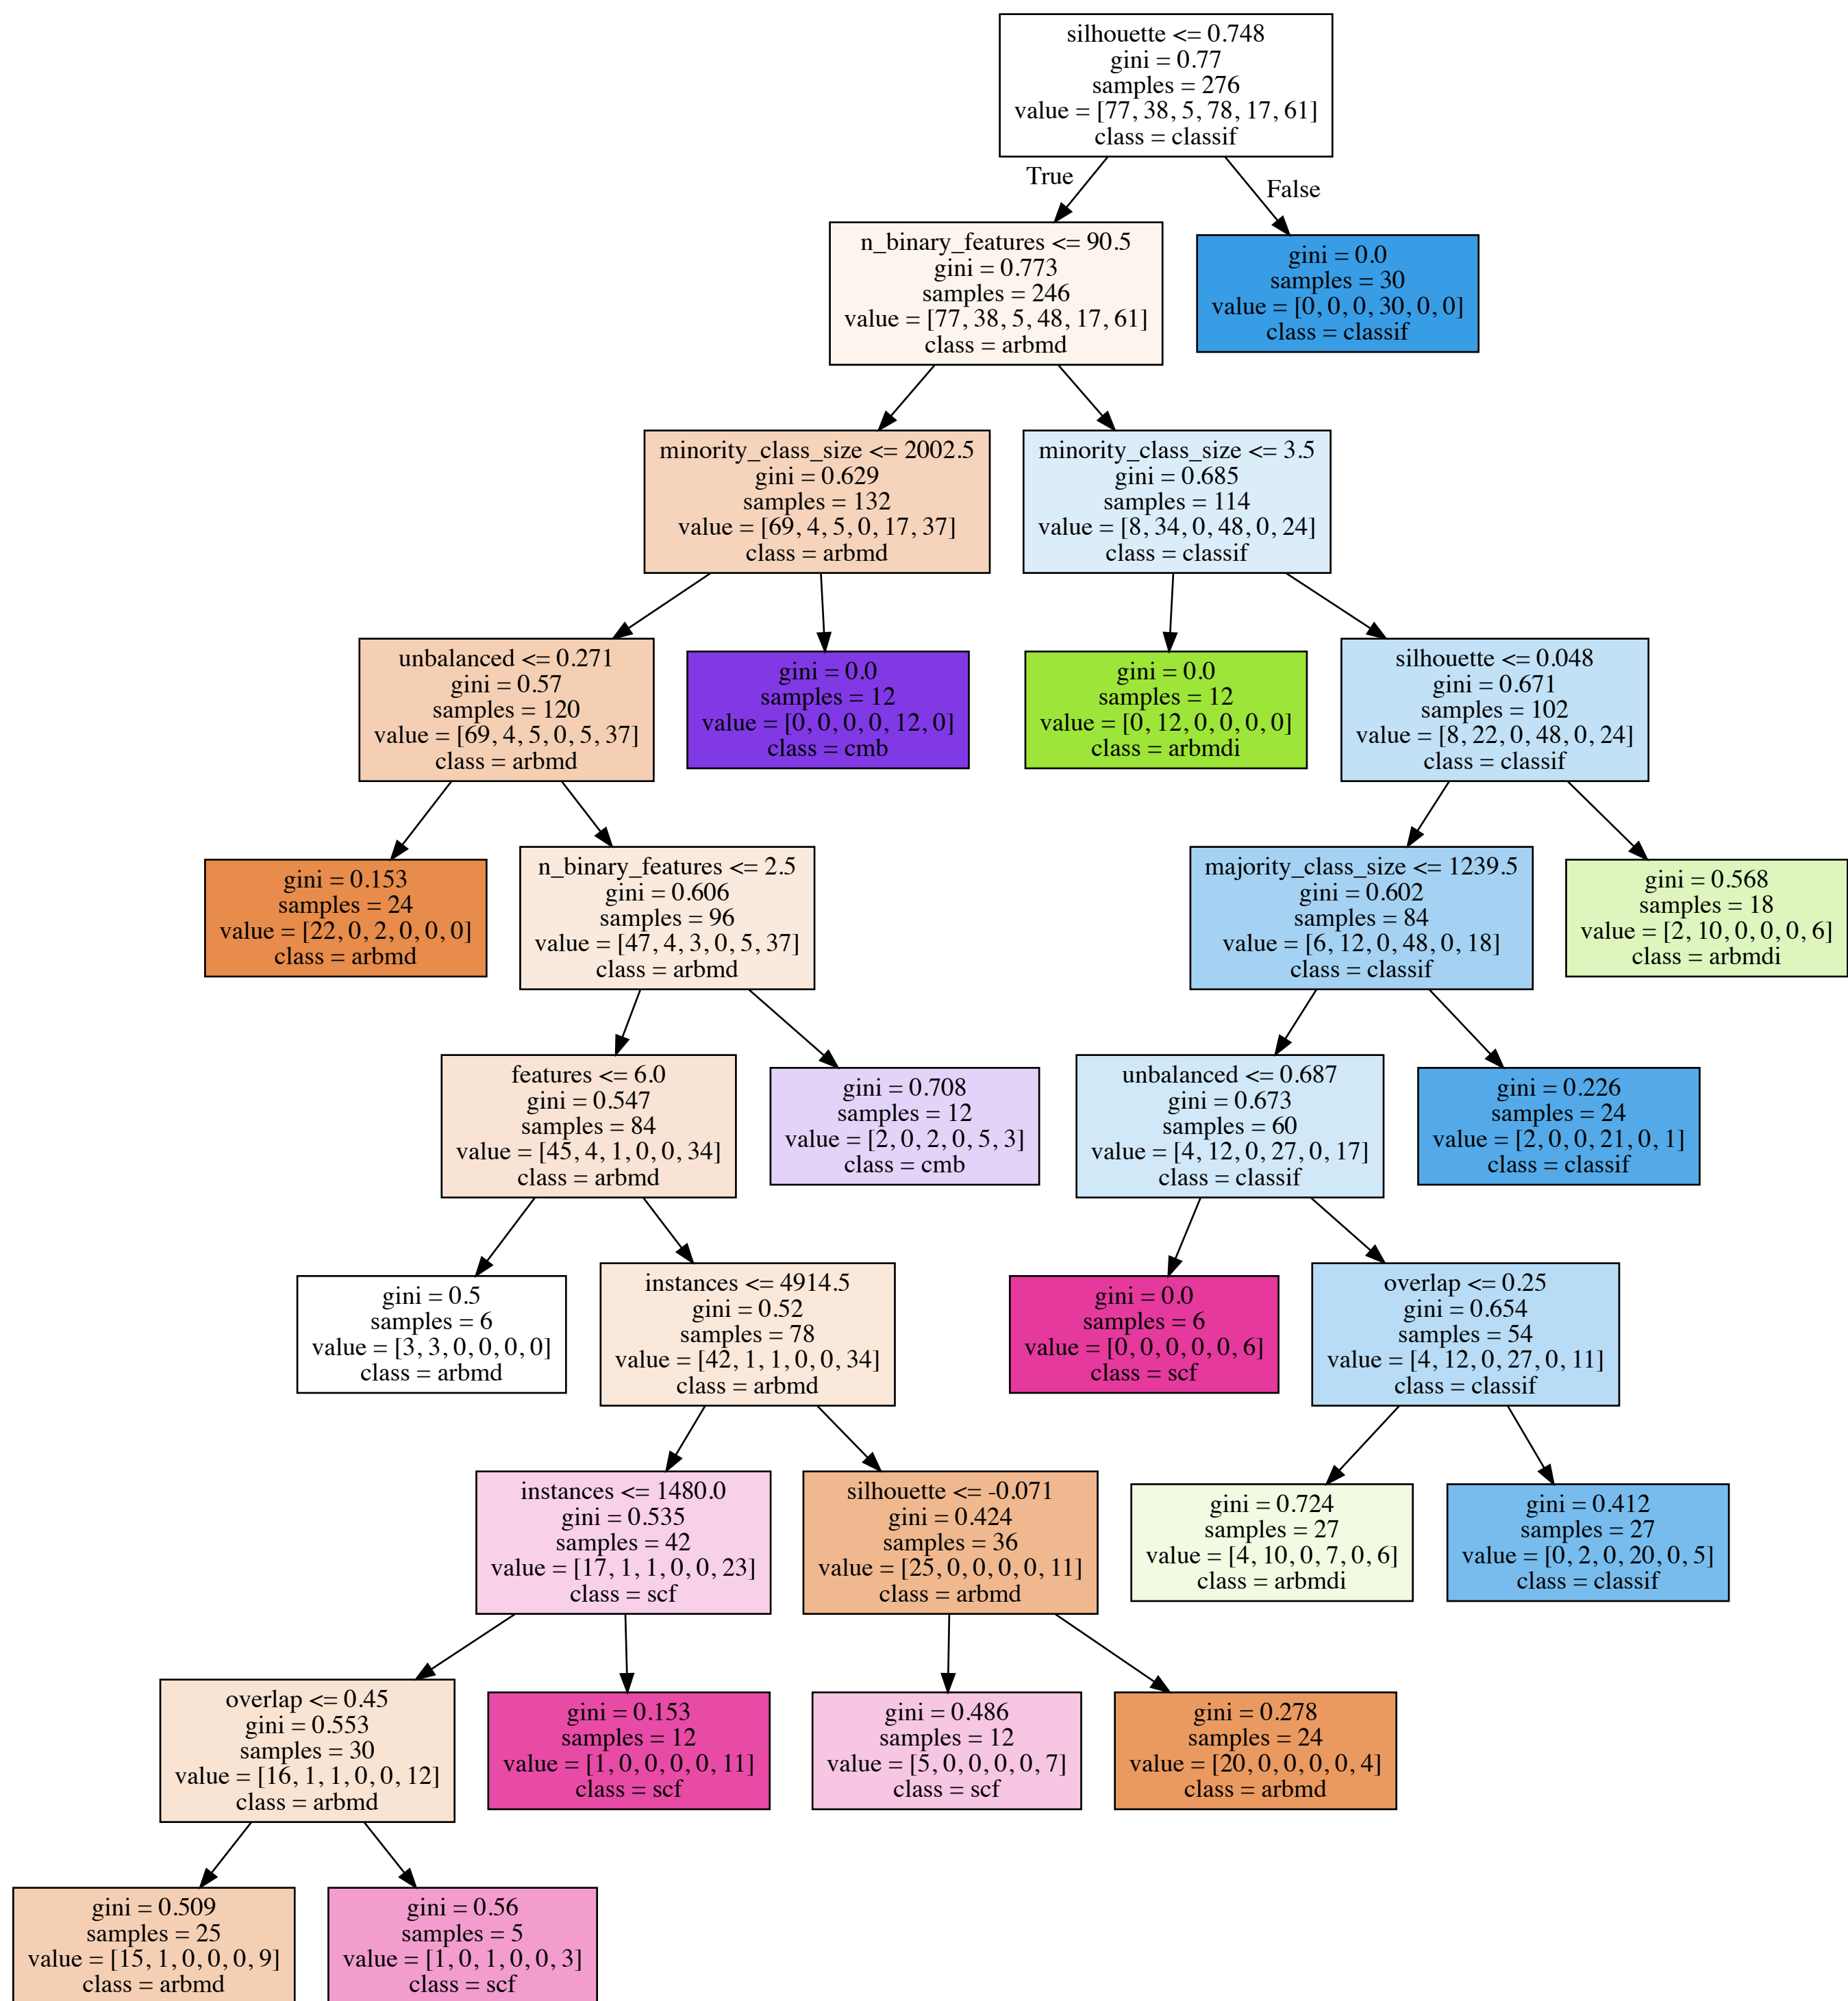 silhouette <= 0.748
gini = 0.77
samples = 276
value = [77, 38, 5, 78, 17, 61]
class = classif
True
False
n_binary_features <= 90.5
gini = 0.773
samples = 246
value = [77, 38, 5, 48, 17, 61]
class = arbmd
gini = 0.0
samples = 30
value = [0, 0, 0, 30, 0, 0]
class = classif
minority_class_size <= 2002.5
gini = 0.629
samples = 132
value = [69, 4, 5, 0, 17, 37]
class = arbmd
minority_class_size <= 3.5
gini = 0.685
samples = 114
value = [8, 34, 0, 48, 0, 24]
class = classif
unbalanced <= 0.271
gini = 0.57
samples = 120
value = [69, 4, 5, 0, 5, 37]
class = arbmd
gini = 0.0
samples = 12
value = [0, 0, 0, 0, 12, 0]
class = cmb
gini = 0.0
samples = 12
value = [0, 12, 0, 0, 0, 0]
class = arbmdi
silhouette <= 0.048
gini = 0.671
samples = 102
value = [8, 22, 0, 48, 0, 24]
class = classif
gini = 0.153
samples = 24
value = [22, 0, 2, 0, 0, 0]
class = arbmd
n_binary_features <= 2.5
gini = 0.606
samples = 96
value = [47, 4, 3, 0, 5, 37]
class = arbmd
majority_class_size <= 1239.5
gini = 0.602
samples = 84
value = [6, 12, 0, 48, 0, 18]
class = classif
gini = 0.568
samples = 18
value = [2, 10, 0, 0, 0, 6]
class = arbmdi
features <= 6.0
gini = 0.547
samples = 84
value = [45, 4, 1, 0, 0, 34]
class = arbmd
gini = 0.708
samples = 12
value = [2, 0, 2, 0, 5, 3]
class = cmb
unbalanced <= 0.687
gini = 0.673
samples = 60
value = [4, 12, 0, 27, 0, 17]
class = classif
gini = 0.226
samples = 24
value = [2, 0, 0, 21, 0, 1]
class = classif
gini = 0.5
samples = 6
value = [3, 3, 0, 0, 0, 0]
class = arbmd
instances <= 4914.5
gini = 0.52
samples = 78
value = [42, 1, 1, 0, 0, 34]
class = arbmd
gini = 0.0
samples = 6
value = [0, 0, 0, 0, 0, 6]
class = scf
overlap <= 0.25
gini = 0.654
samples = 54
value = [4, 12, 0, 27, 0, 11]
class = classif
instances <= 1480.0
gini = 0.535
samples = 42
value = [17, 1, 1, 0, 0, 23]
class = scf
silhouette <= -0.071
gini = 0.424
samples = 36
value = [25, 0, 0, 0, 0, 11]
class = arbmd
gini = 0.724
samples = 27
value = [4, 10, 0, 7, 0, 6]
class = arbmdi
gini = 0.412
samples = 27
value = [0, 2, 0, 20, 0, 5]
class = classif
overlap <= 0.45
gini = 0.553
samples = 30
value = [16, 1, 1, 0, 0, 12]
class = arbmd
gini = 0.153
samples = 12
value = [1, 0, 0, 0, 0, 11]
class = scf
gini = 0.486
samples = 12
value = [5, 0, 0, 0, 0, 7]
class = scf
gini = 0.278
samples = 24
value = [20, 0, 0, 0, 0, 4]
class = arbmd
gini = 0.509
samples = 25
value = [15, 1, 0, 0, 0, 9]
class = arbmd
gini = 0.56
samples = 5
value = [1, 0, 1, 0, 0, 3]
class = scf